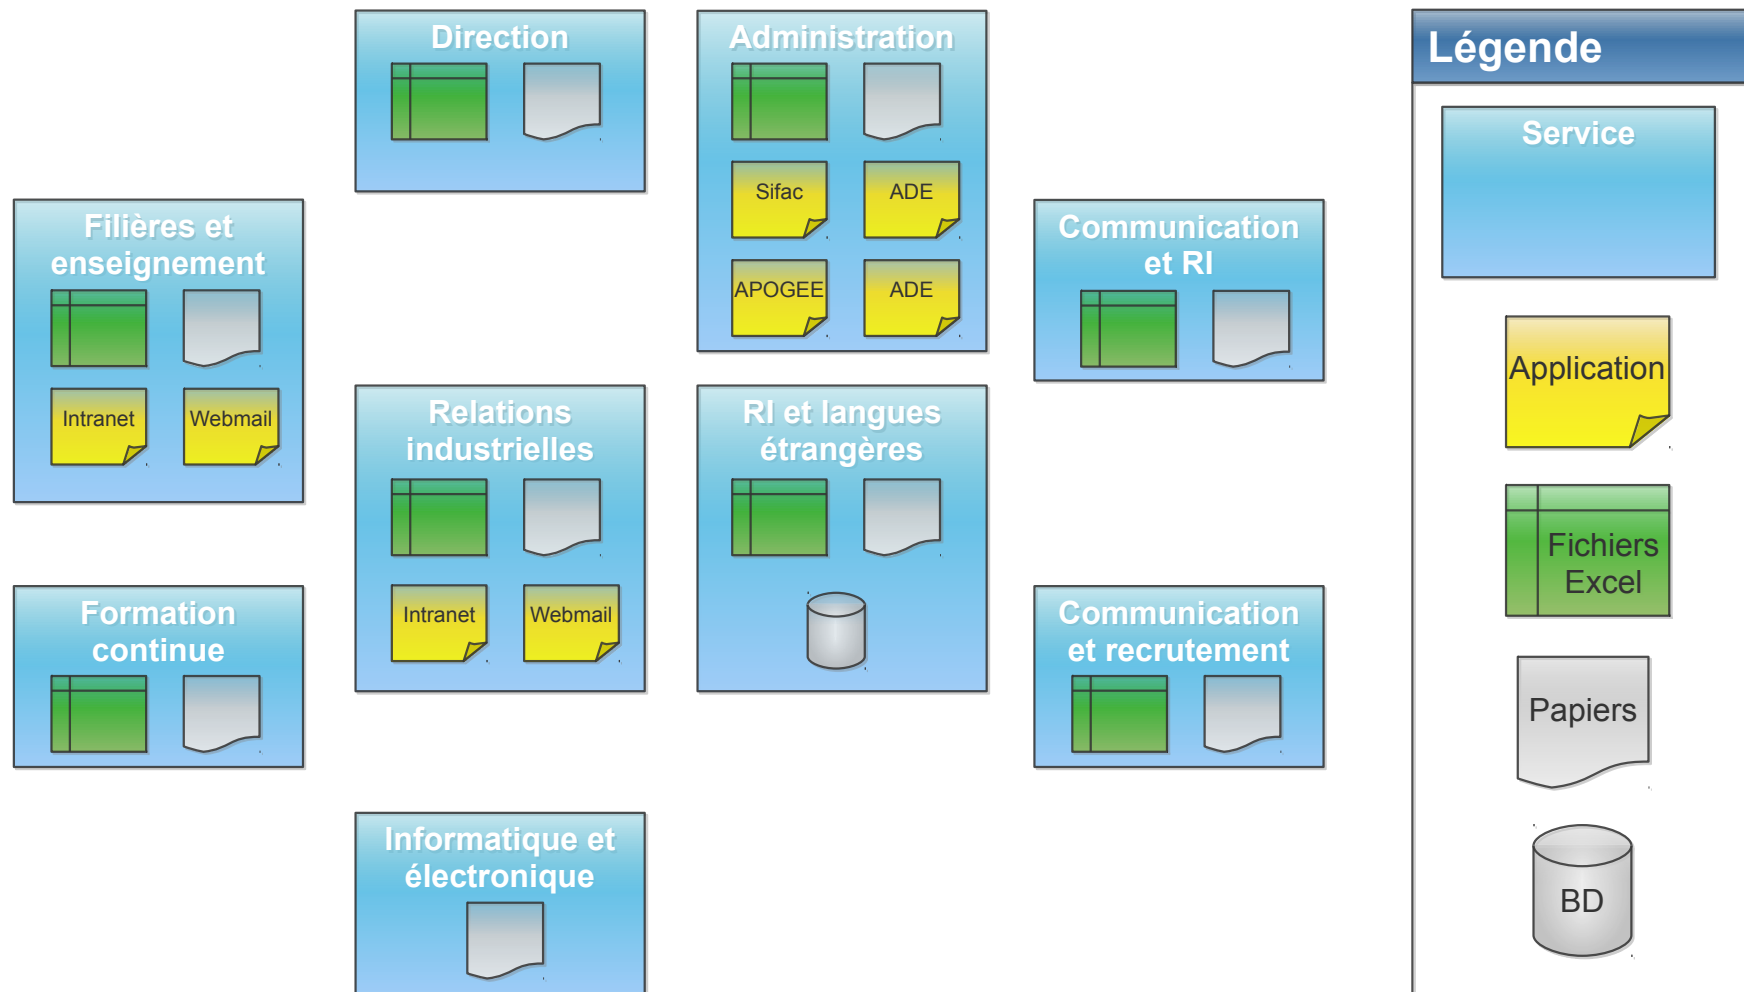 Direction
Administration
Sifac
ADE
APOGEE
ADE
Filières et
enseignement
Intranet
Webmail
Communication
et RI
Relations
industrielles
Intranet
Webmail
RI et langues
étrangères
Formation
continue
Communication
et recrutement
Informatique et
électronique
Légende
Service
Application
Fichiers
Excel
Papiers
BD